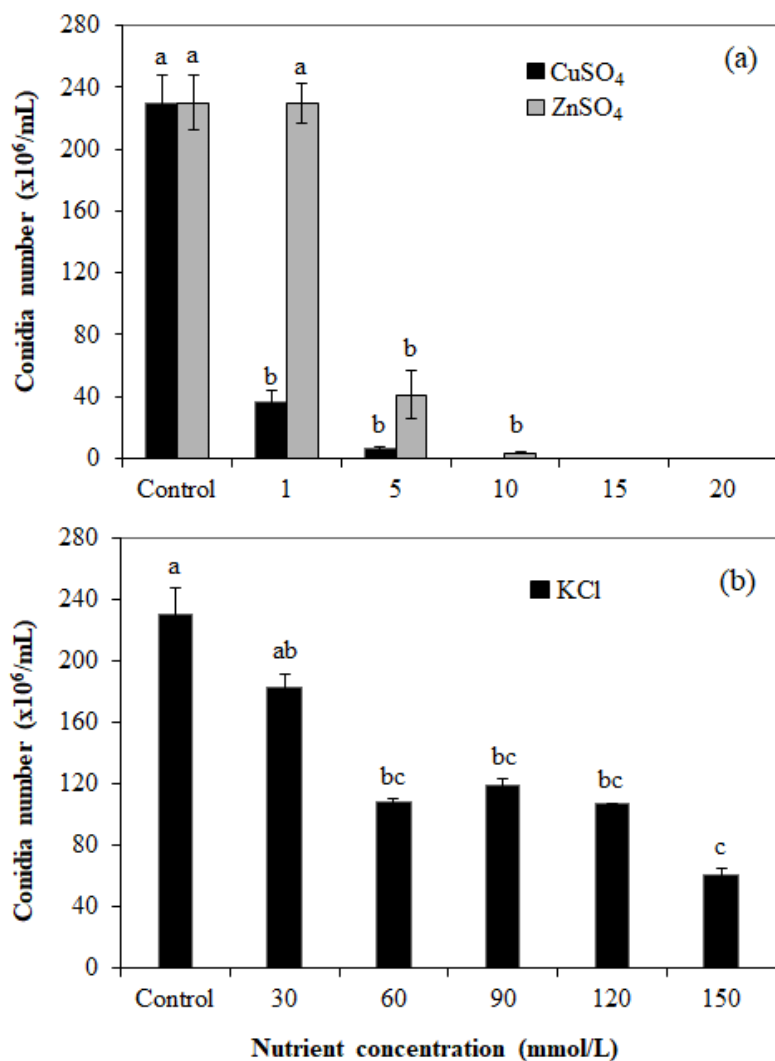 280
240
200
160
120
80
40
0
Conidia number (x10⁶/mL)
a a a
b b b b
(a)
CuSO₄
ZnSO₄
Control 1 5 10 15 20
280
240
200
160
120
80
40
0
Conidia number (x10⁶/mL)
a
ab
bc bc bc
c
(b)
KCl
Control 30 60 90 120 150
Nutrient concentration (mmol/L)